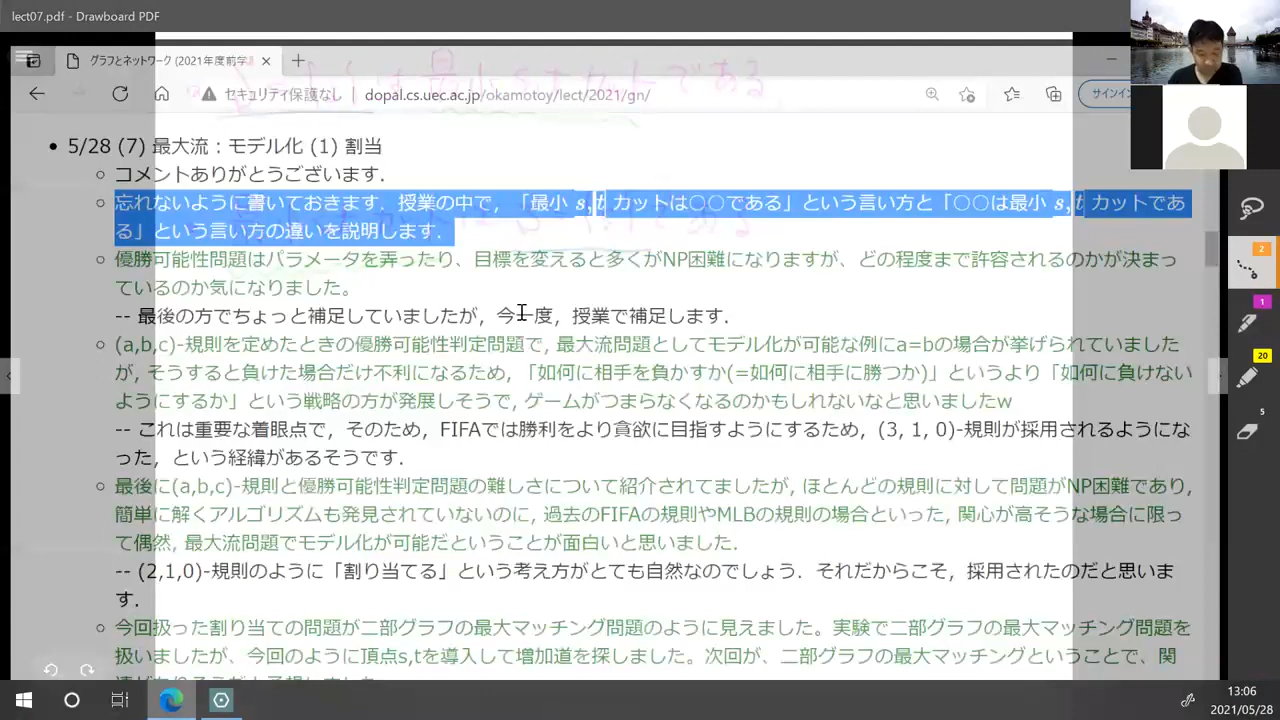 lect07.pdf - Drawboard PDF
グラフとネットワーク (2021年度前学
セキュリティ保護なし
dopal.cs.uec.ac.jp/okamotoy/lect/2021/gn/
サインイン
は最小 s t カットである
5/28 (7) 最大流：モデル化 (1) 割当
コメントありがとうございます．
忘れないように書いておきます．授業の中で，「最小 s,t カットは○○である」という言い方と「○○は最小 s,t カットであ
る」という言い方の違いを説明します．
優勝可能性問題はパラメータを弄ったり、目標を変えると多くがNP困難になりますが、どの程度まで許容されるのかが決まっ
ているのか気になりました。
-- 最後の方でちょっと補足していましたが，今一度，授業で補足します．
(a,b,c)-規則を定めたときの優勝可能性判定問題で, 最大流問題としてモデル化が可能な例にa=bの場合が挙げられていました
が, そうすると負けた場合だけ不利になるため, 「如何に相手を負かすか(=如何に相手に勝つか)」というより「如何に負けない
ようにするか」という戦略の方が発展しそうで, ゲームがつまらなくなるのかもしれないなと思いましたw
-- これは重要な着眼点で，そのため，FIFAでは勝利をより貪欲に目指すようにするため，(3, 1, 0)-規則が採用されるようにな
った，という経緯があるそうです．
最後に(a,b,c)-規則と優勝可能性判定問題の難しさについて紹介されてましたが, ほとんどの規則に対して問題がNP困難であり,
簡単に解くアルゴリズムも発見されていないのに, 過去のFIFAの規則やMLBの規則の場合といった, 関心が高そうな場合に限っ
て偶然, 最大流問題でモデル化が可能だということが面白いと思いました.
-- (2,1,0)-規則のように「割り当てる」という考え方がとても自然なのでしょう．それだからこそ，採用されたのだと思いま
す．
今回扱った割り当ての問題が二部グラフの最大マッチング問題のように見えました。実験で二部グラフの最大マッチング問題を
扱いましたが、今回のように頂点s,tを導入して増加道を探しました。次回が、二部グラフの最大マッチングということで、関
2
1
20
5
13:06
2021/05/28